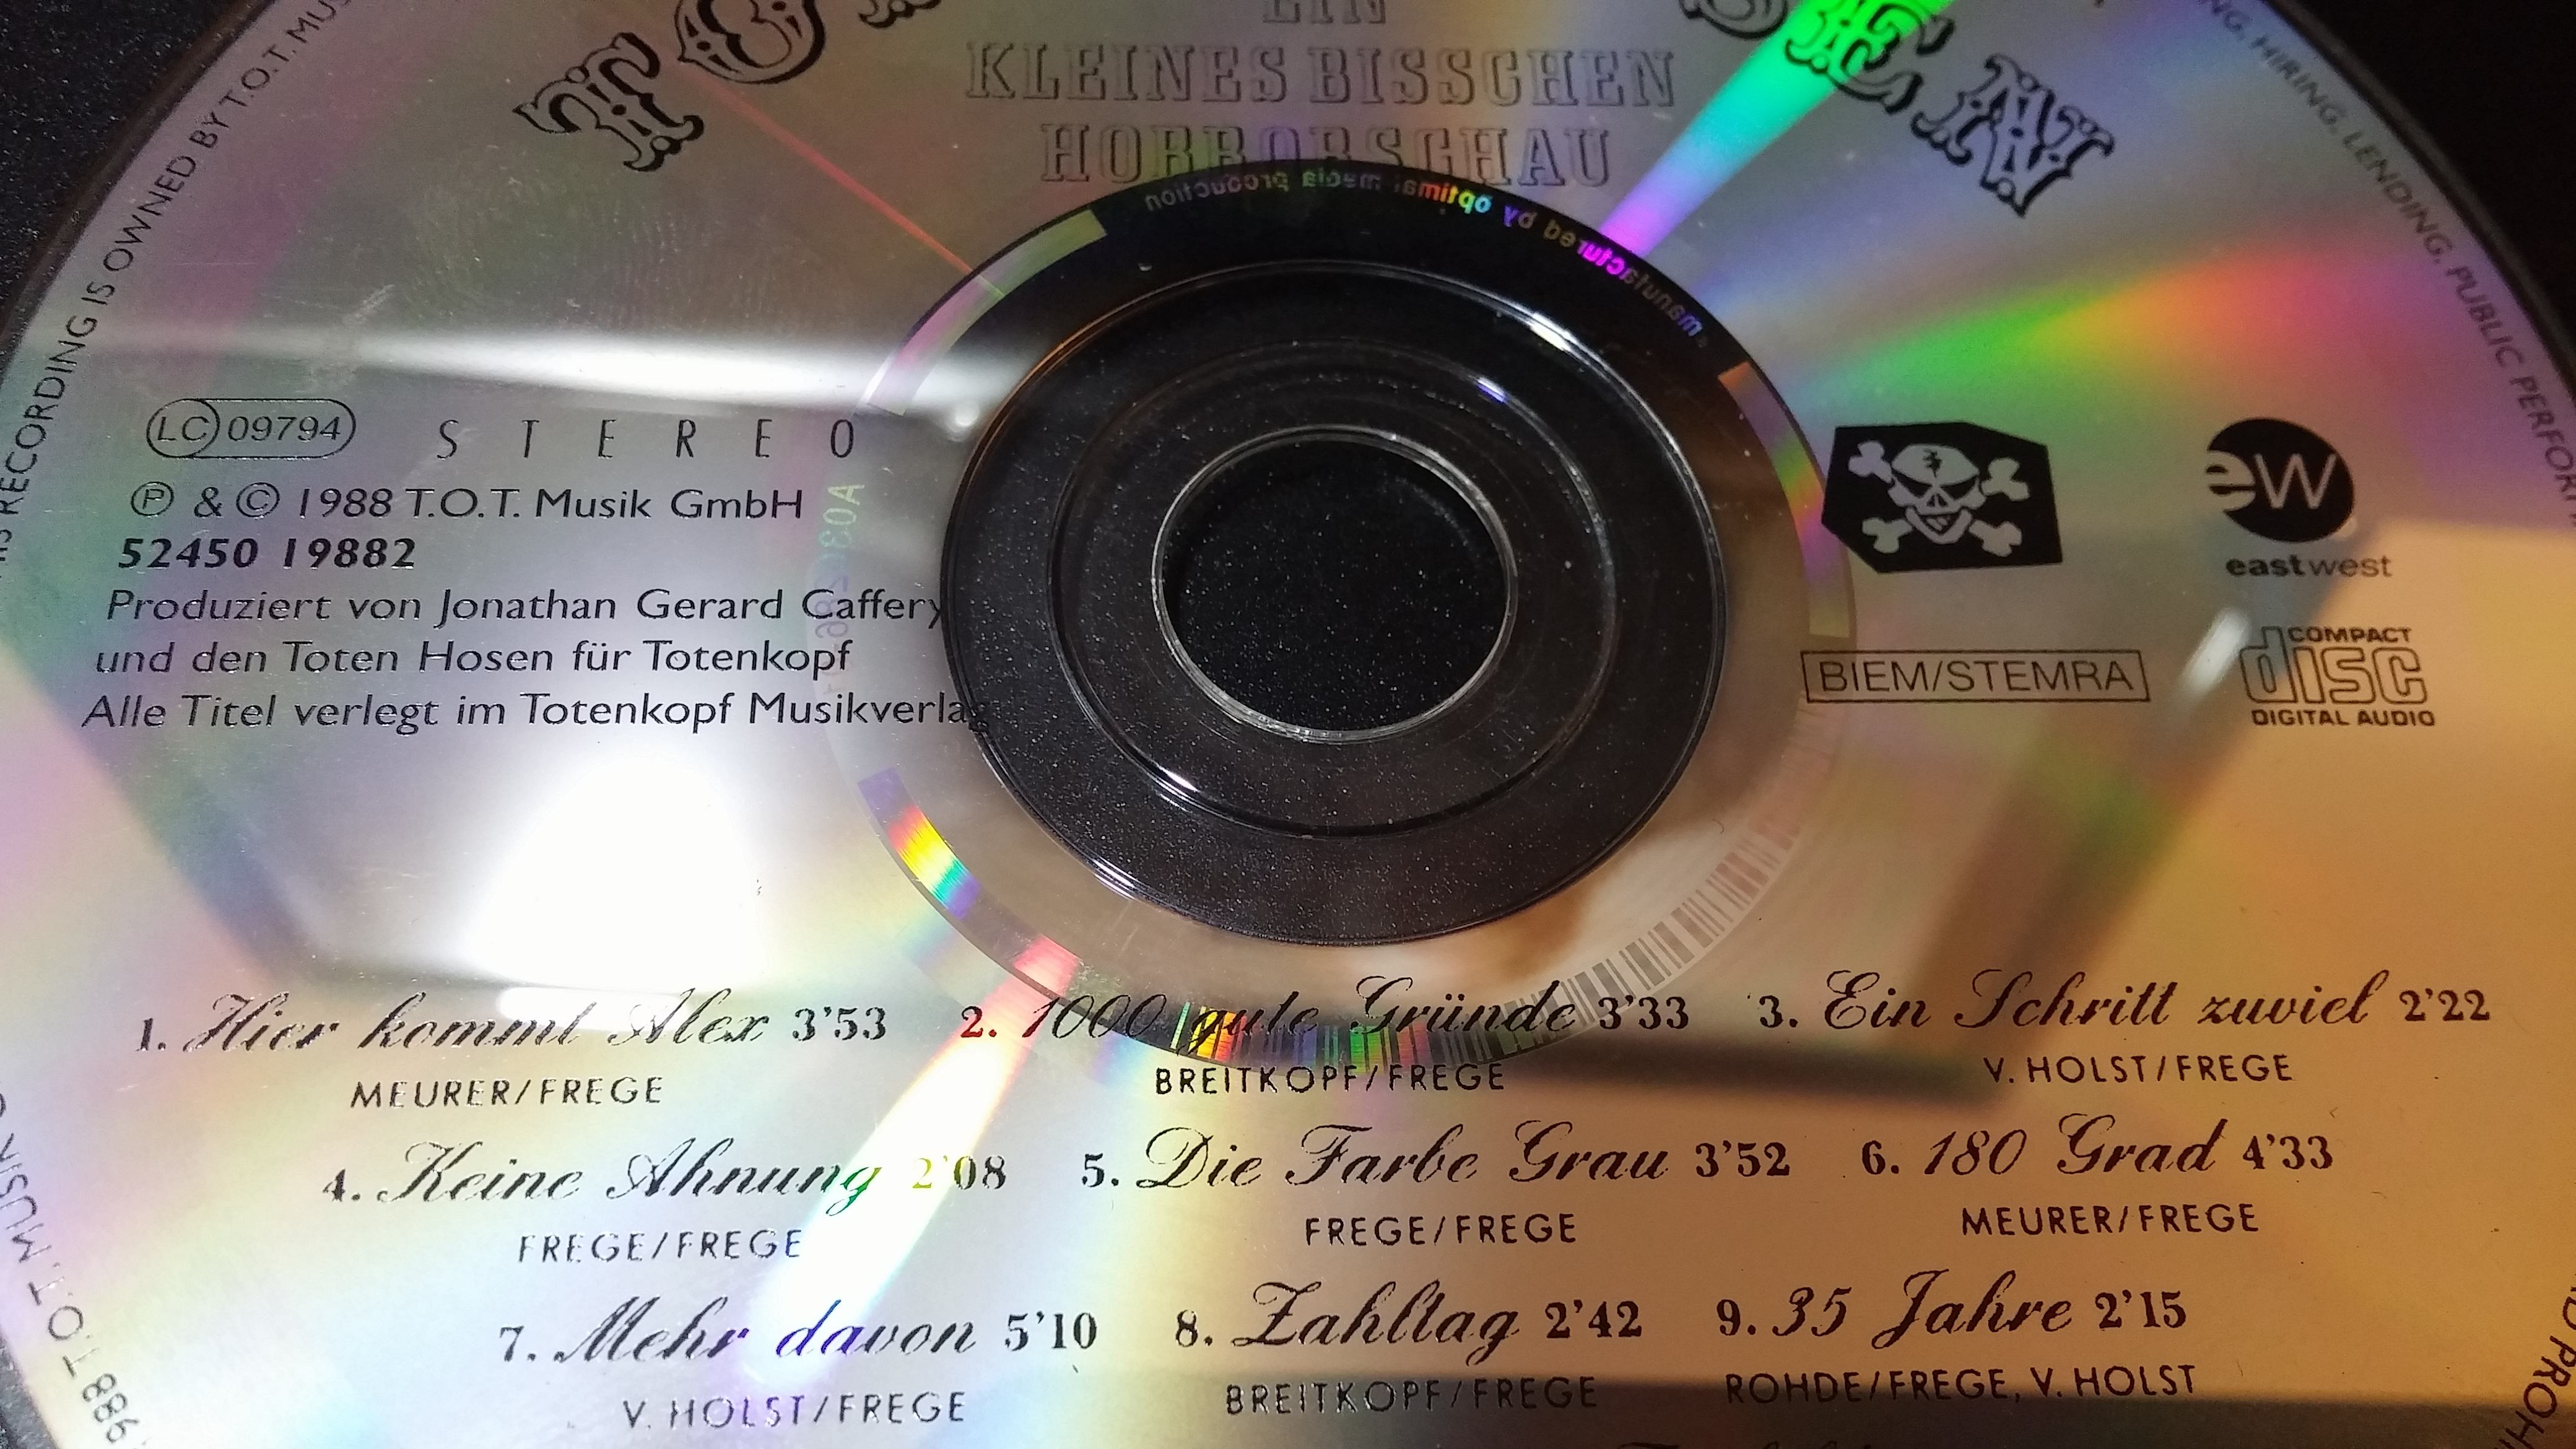 EIN
KLEINES BISSCHEN
HORRORSCHAU
manufactured by optimal media production
RECORDING IS OWNED BY T.O.T.
HIRING, LENDING, PUBLIC
LC 09794
STEREO
℗ & © 1988 T.O.T. Musik GmbH
52450 19882
Produziert von Jonathan Gerard Caffery
und den Toten Hosen für Totenkopf
Alle Titel verlegt im Totenkopf Musikverlag
ew
eastwest
BIEM/STEMRA
COMPACT
disc
DIGITAL AUDIO
1. Hier kommt Alex 3'53 2. 1000 gute Gründe 3'33 3. Ein Schritt zuviel 2'22
MEURER/FREGE BREITKOPF/FREGE V. HOLST/FREGE
4. Keine Ahnung 2'08 5. Die Farbe Grau 3'52 6. 180 Grad 4'33
FREGE/FREGE FREGE/FREGE MEURER/FREGE
7. Mehr davon 5'10 8. Zahltag 2'42 9. 35 Jahre 2'15
V. HOLST/FREGE BREITKOPF/FREGE ROHDE/FREGE, V. HOLST